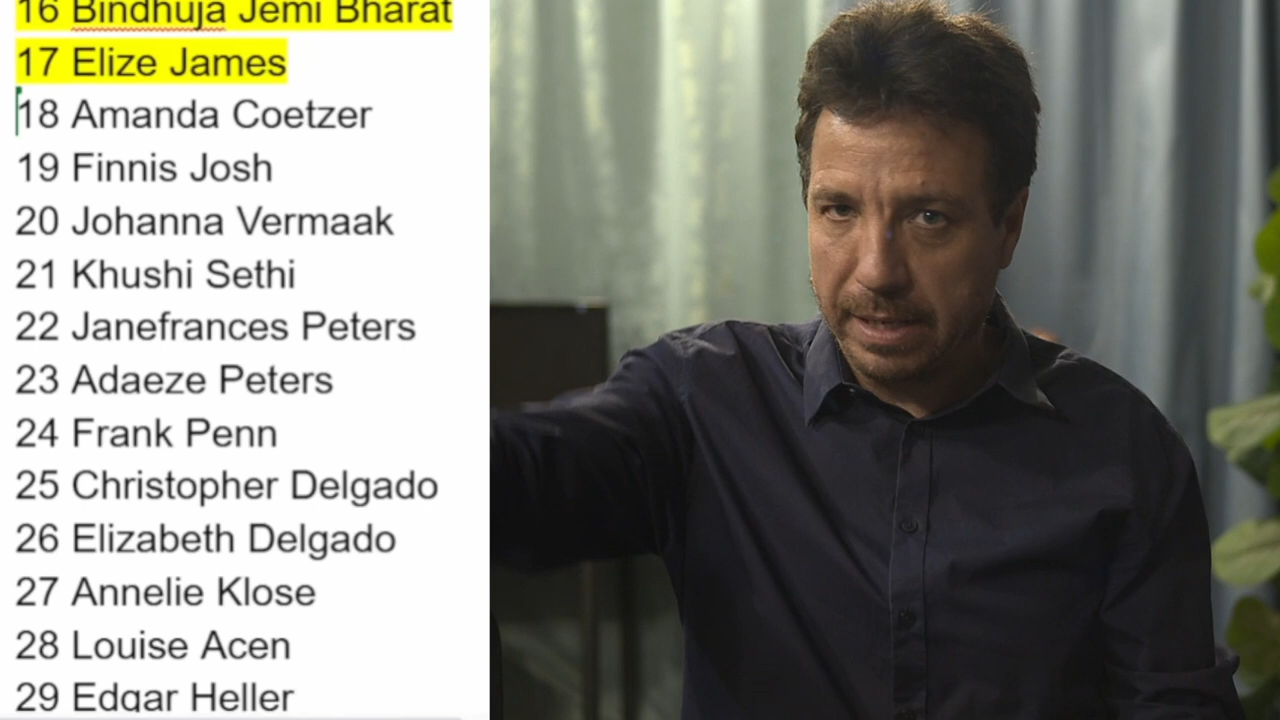 16 Bindhuja Jemi Bharat
17 Elize James
18 Amanda Coetzer
19 Finnis Josh
20 Johanna Vermaak
21 Khushi Sethi
22 Janefrances Peters
23 Adaeze Peters
24 Frank Penn
25 Christopher Delgado
26 Elizabeth Delgado
27 Annelie Klose
28 Louise Acen
29 Edgar Heller